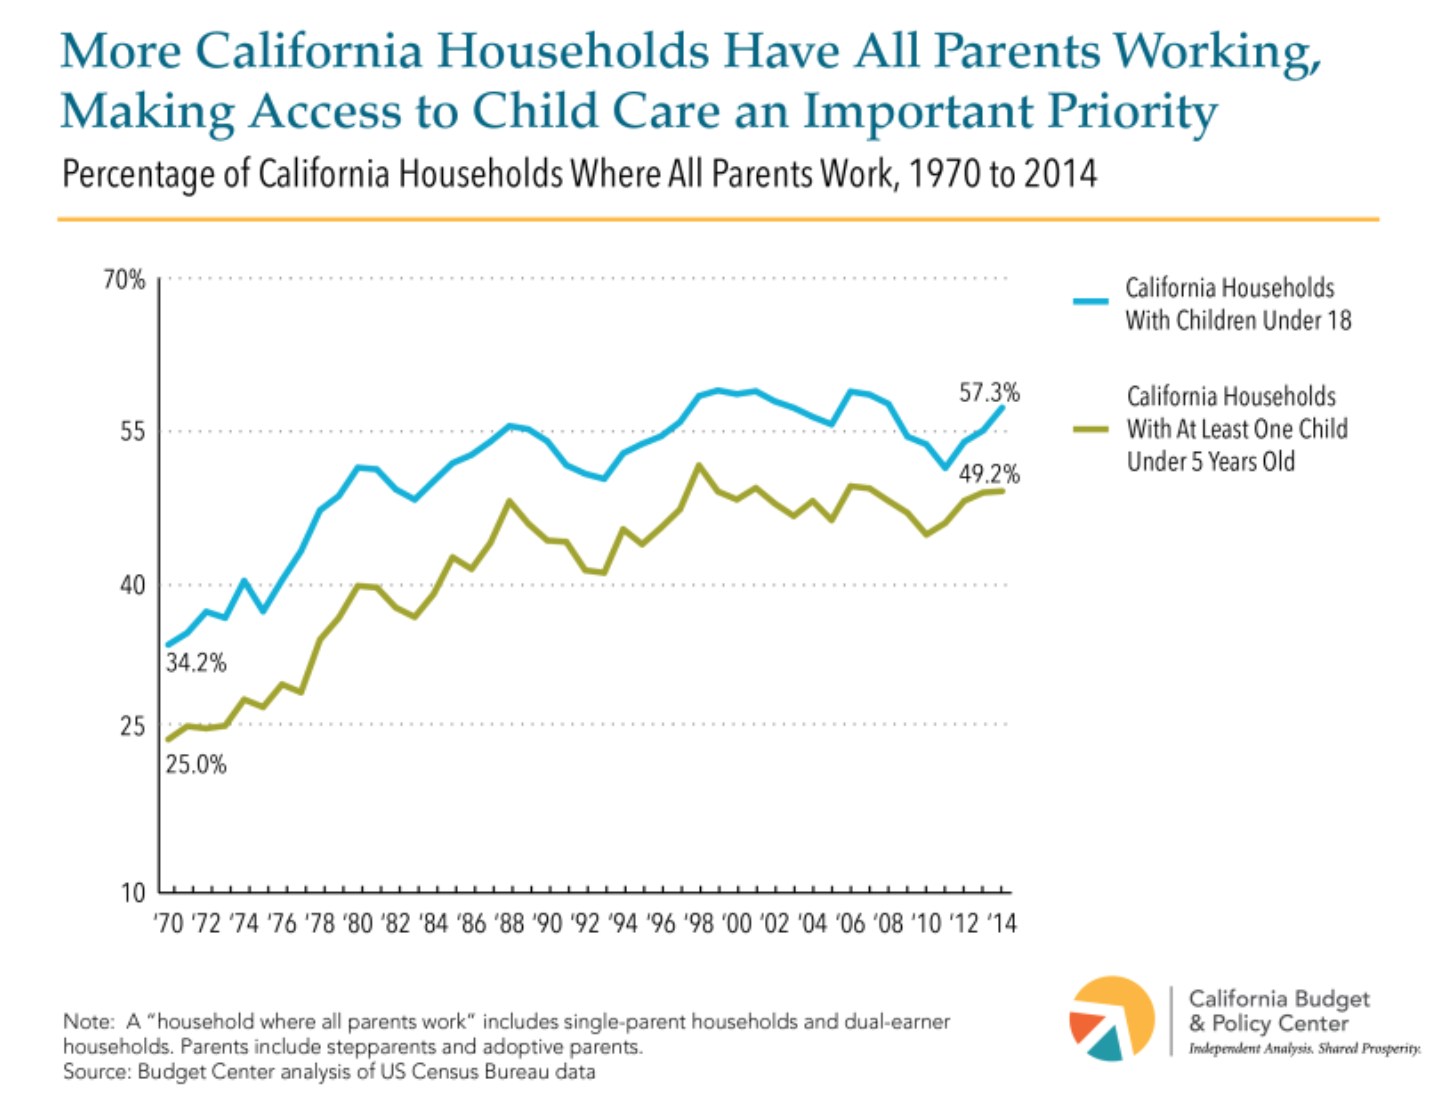 More California Households Have All Parents Working,
Making Access to Child Care an Important Priority
Percentage of California Households Where All Parents Work, 1970 to 2014
70%
55
40
25
10
34.2%
25.0%
57.3%
49.2%
California Households
With Children Under 18
California Households
With At Least One Child
Under 5 Years Old
‘70 ‘72 ‘74 ‘76 ‘78 ‘80 ‘82 ‘84 ‘86 ‘88 ‘90 ‘92 ‘94 ‘96 ‘98 ‘00 ‘02 ‘04 ‘06 ‘08 ‘10 ‘12 ‘14
Note: A “household where all parents work” includes single-parent households and dual-earner
households. Parents include stepparents and adoptive parents.
Source: Budget Center analysis of US Census Bureau data
California Budget
& Policy Center
Independent Analysis. Shared Prosperity.